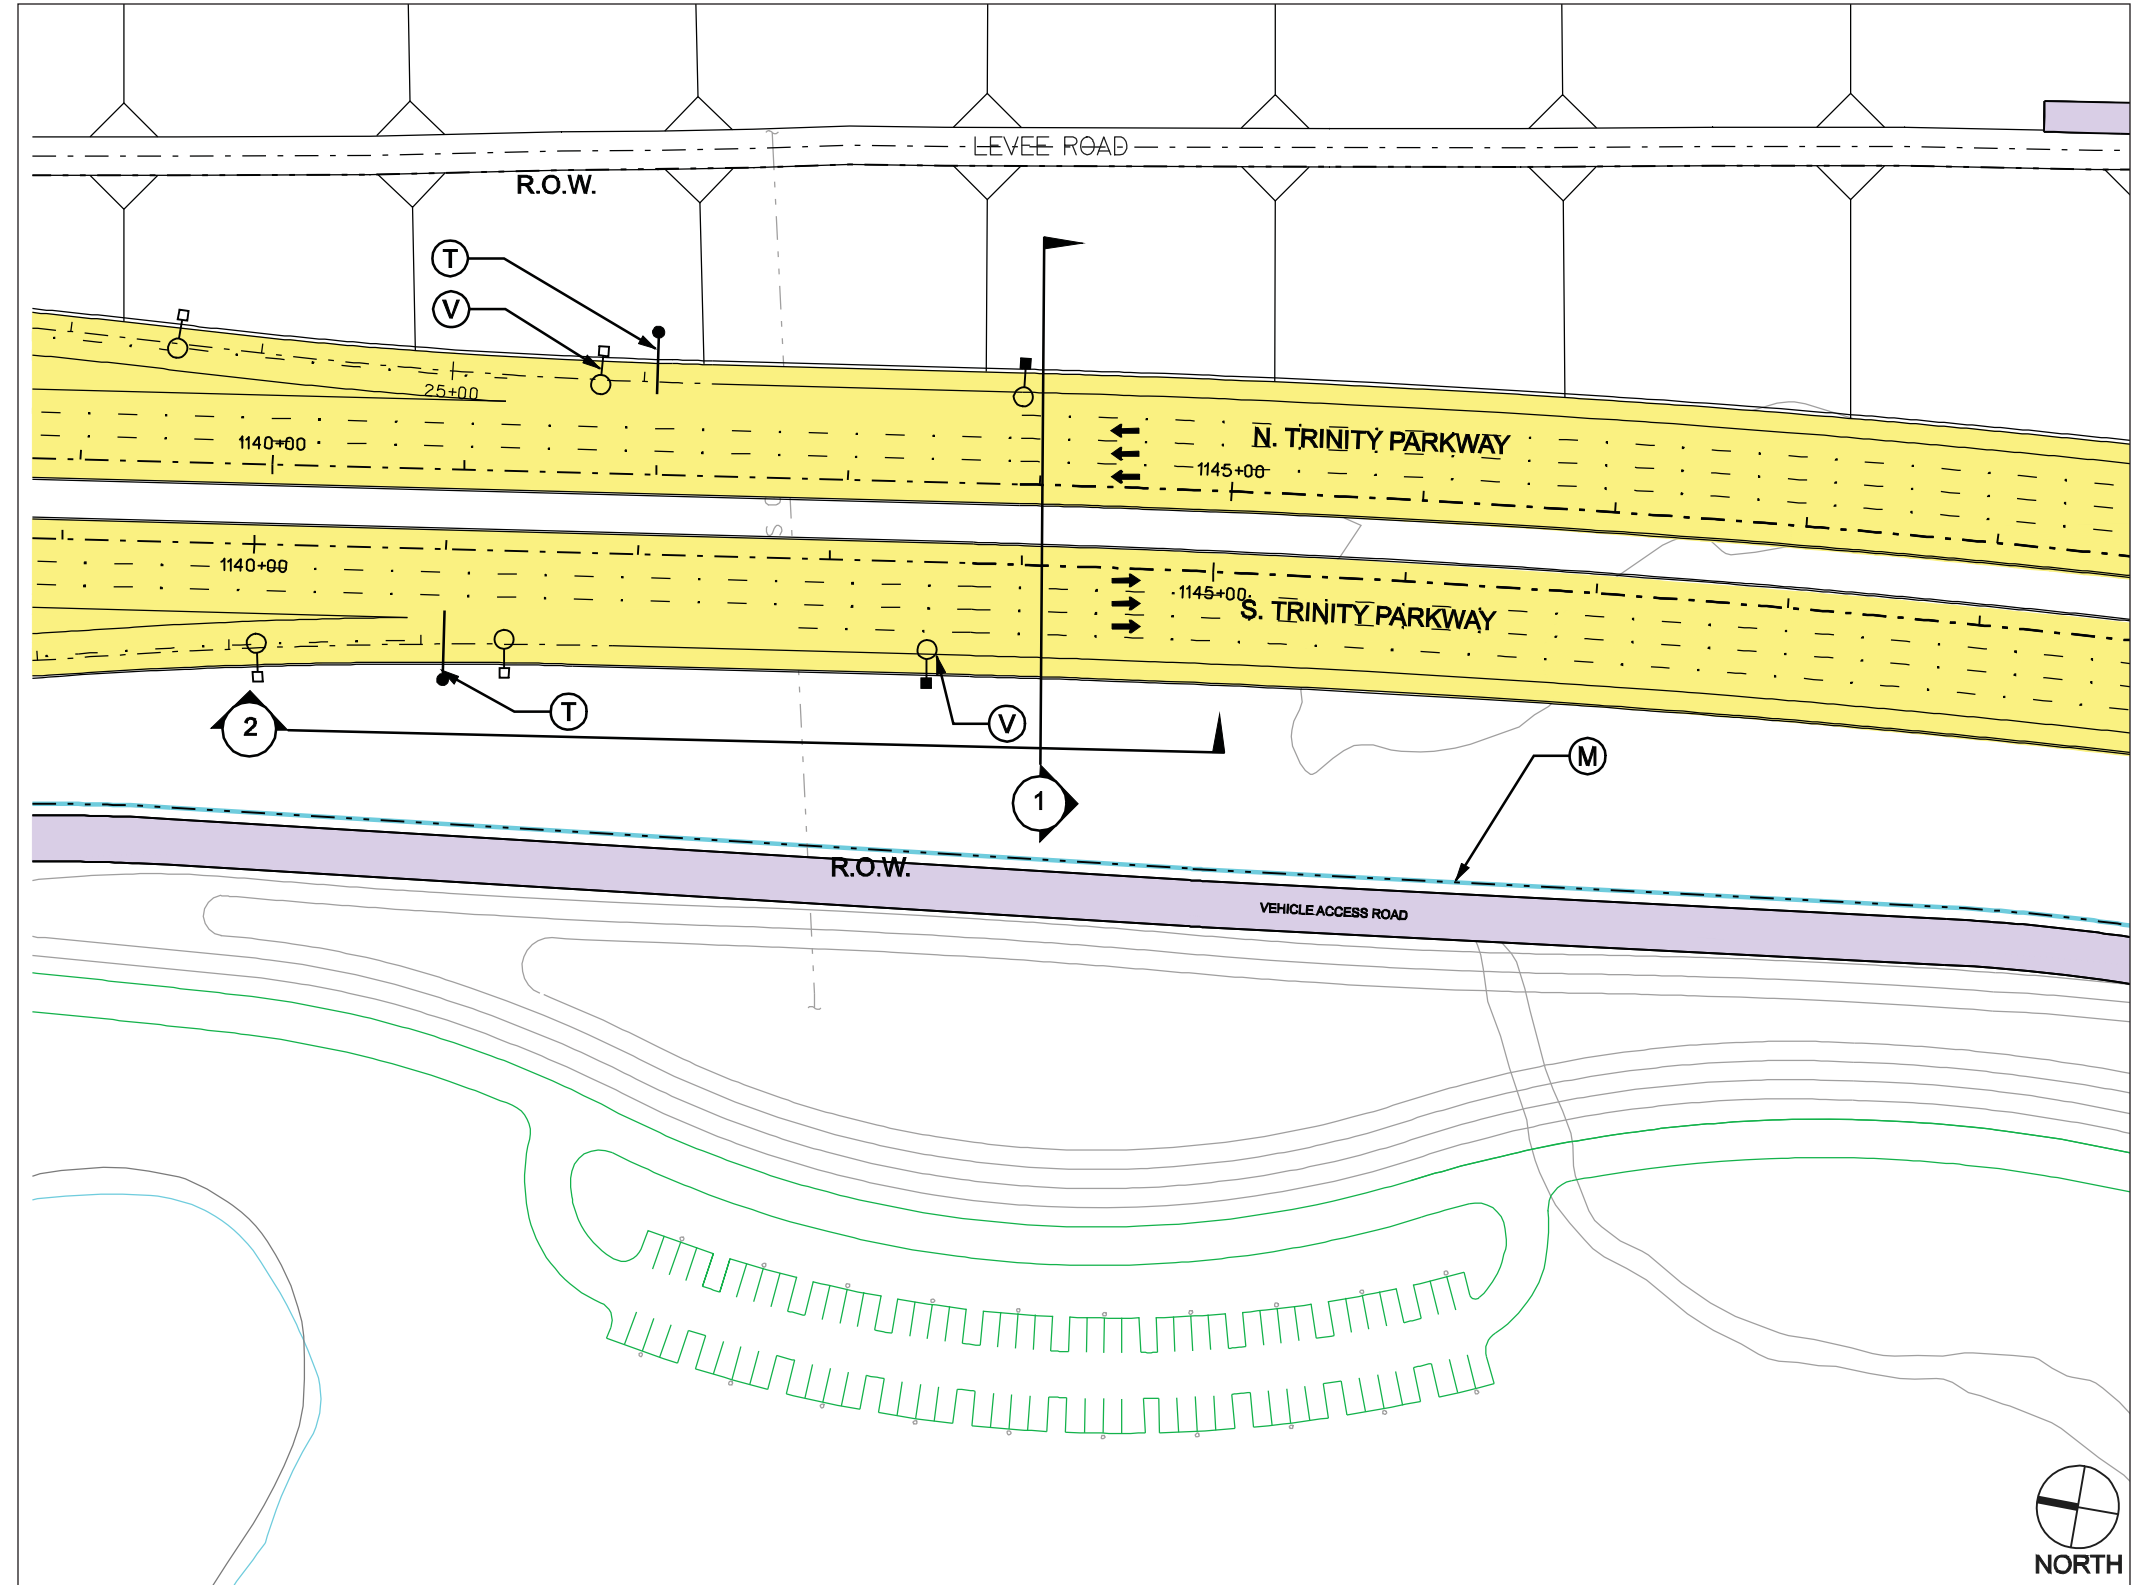 LEVEE ROAD
R.O.W.
T
V
25+00
1140+00
N. TRINITY PARKWAY
1145+00
S
1140+00
1145+00
S. TRINITY PARKWAY
T
V
2
M
1
R.O.W.
VEHICLE ACCESS ROAD
NORTH